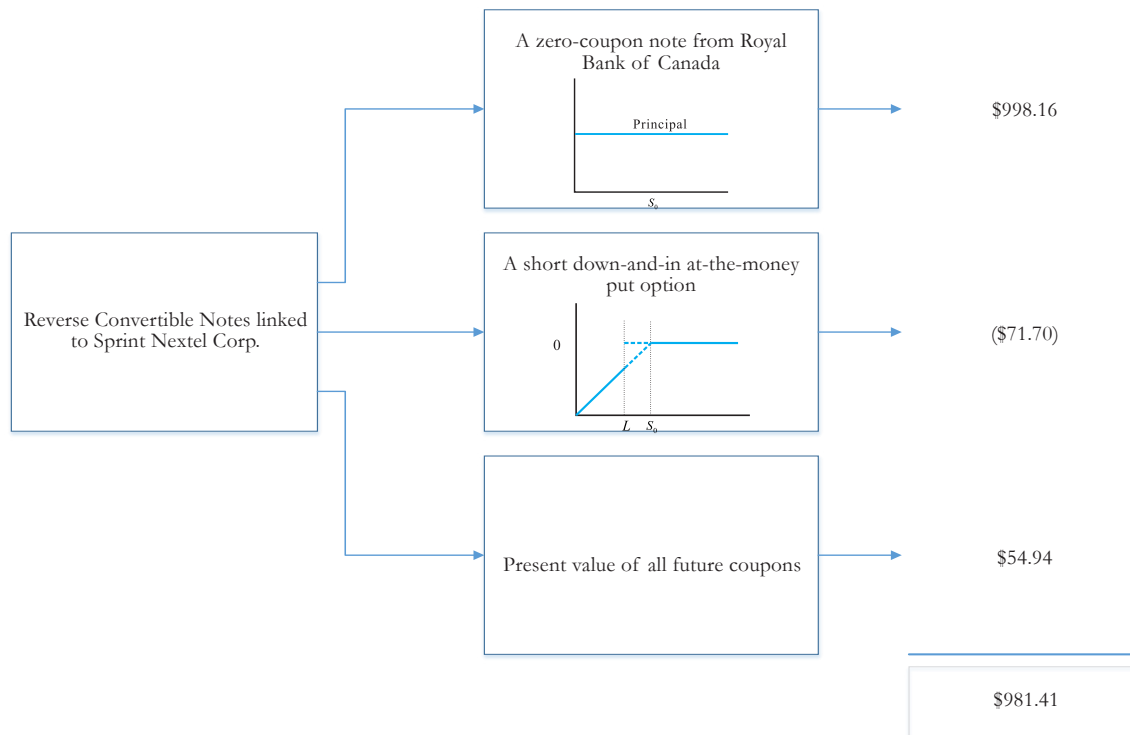 A zero-coupon note from Royal
Bank of Canada
Principal
S₀
$998.16
Reverse Convertible Notes linked
to Sprint Nextel Corp.
A short down-and-in at-the-money
put option
0
L S₀
($71.70)
Present value of all future coupons
$54.94
$981.41